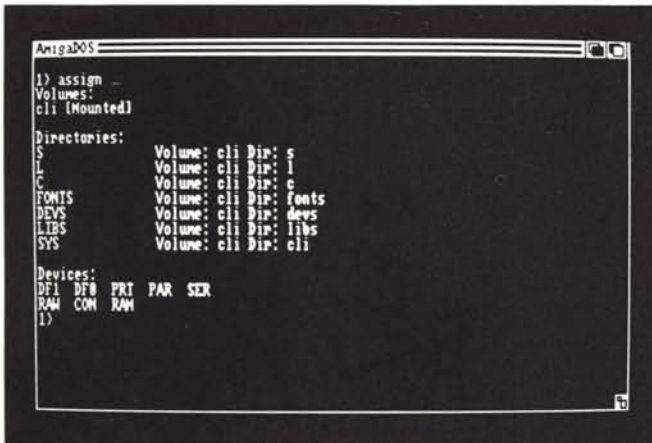 AmigaDOS
1> assign
Volumes:
cli [Mounted]
Directories:
S Volume: cli Dir: s
L Volume: cli Dir: l
C Volume: cli Dir: c
FONTS Volume: cli Dir: fonts
DEVS Volume: cli Dir: devs
LIBS Volume: cli Dir: libs
SYS Volume: cli Dir: cli
Devices:
DF1 DF0 PRT PAR SER
RAW CON RAM
1>